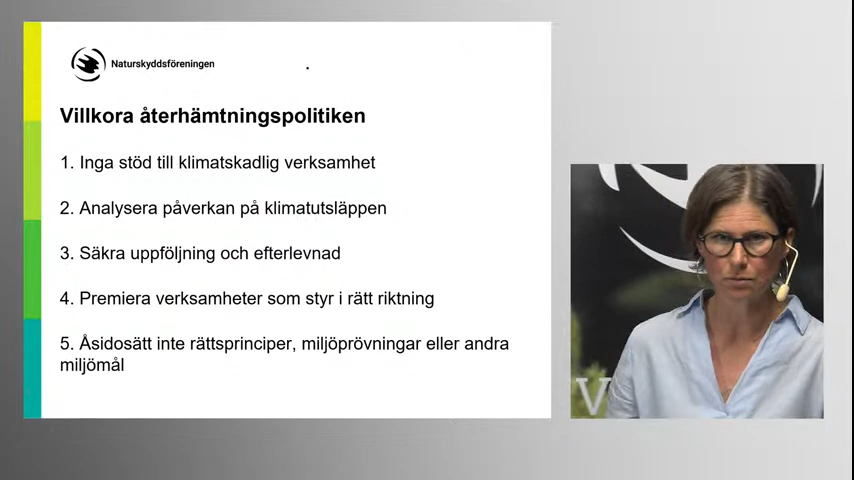 Naturskyddsföreningen
Villkora återhämtningspolitiken
1. Inga stöd till klimatskadlig verksamhet
2. Analysera påverkan på klimatutsläppen
3. Säkra uppföljning och efterlevnad
4. Premiera verksamheter som styr i rätt riktning
5. Åsidosätt inte rättsprinciper, miljöprövningar eller andra
miljömål
V